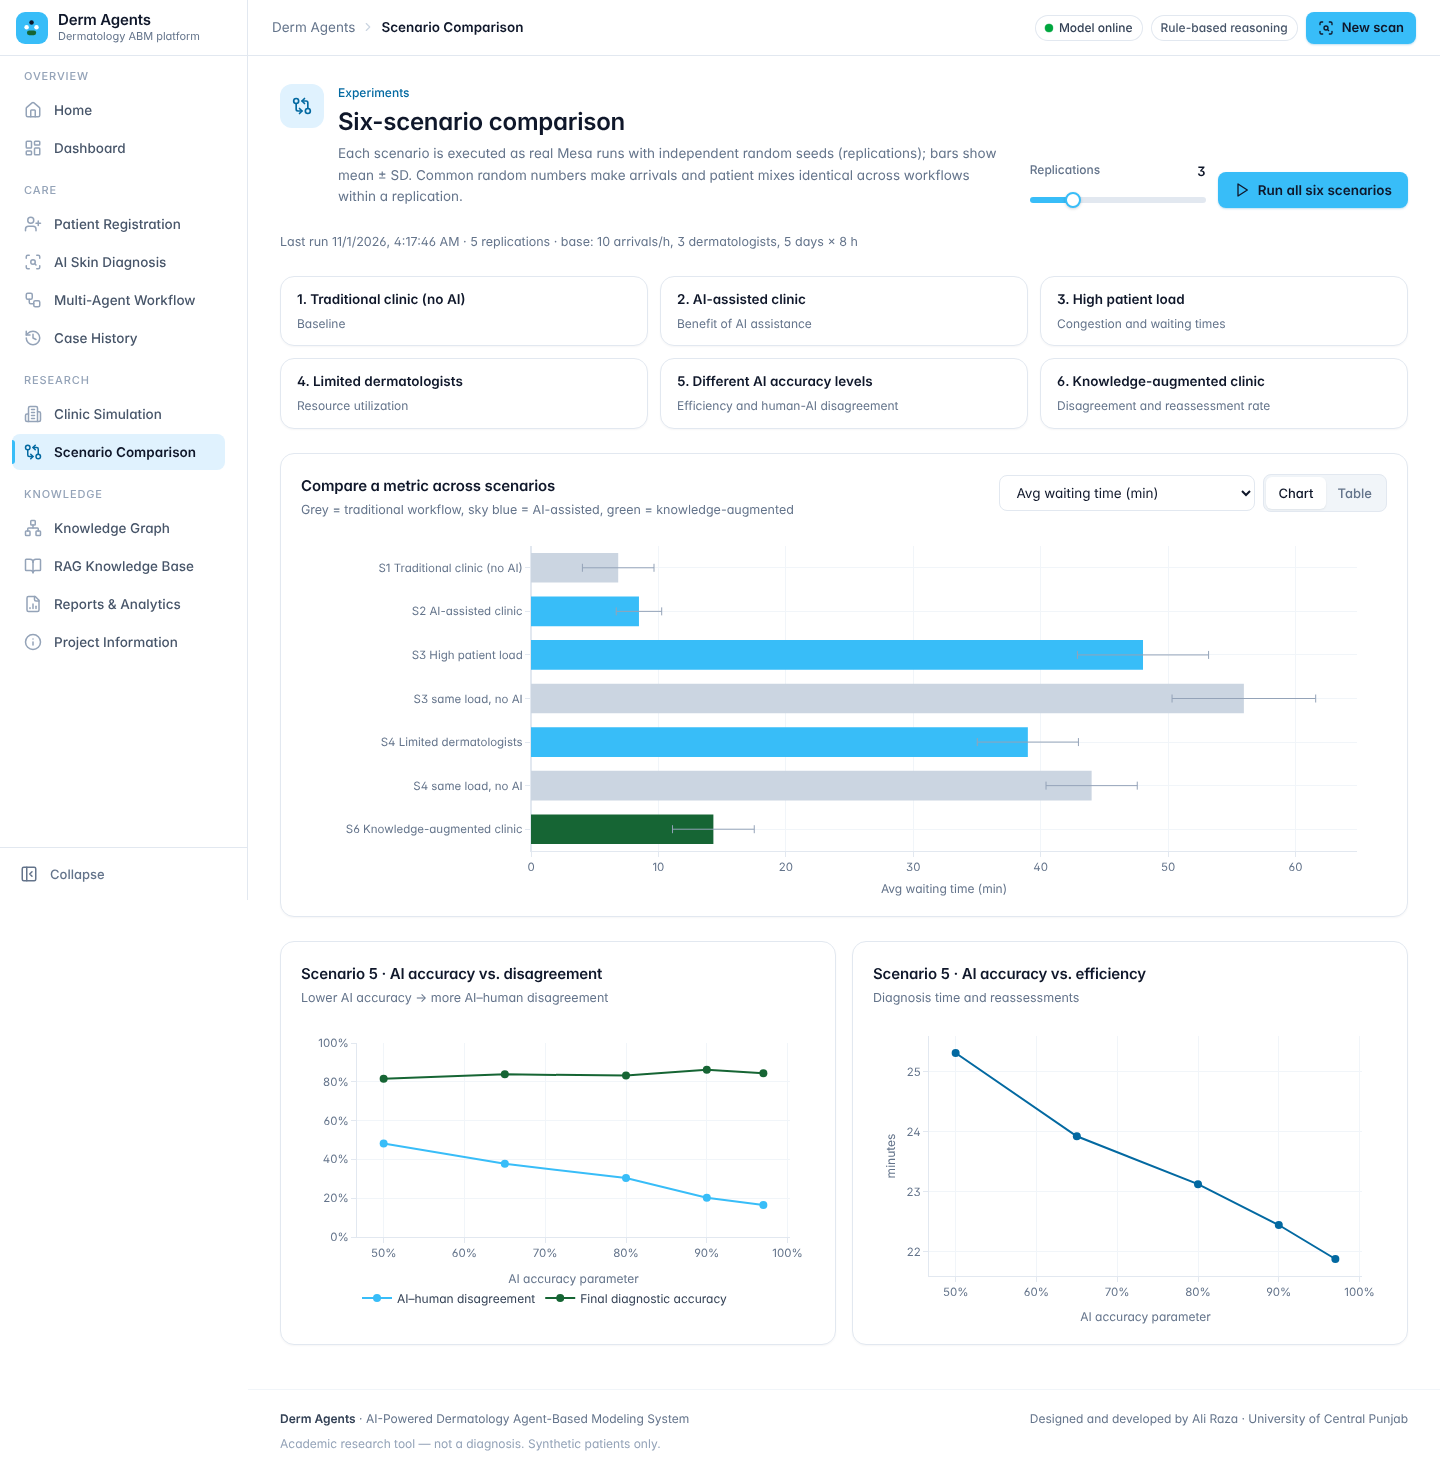 Derm Agents
Dermatology ABM platform
Derm Agents > Scenario Comparison
Model online
Rule-based reasoning
New scan
OVERVIEW
Home
Dashboard
CARE
Patient Registration
AI Skin Diagnosis
Multi-Agent Workflow
Case History
RESEARCH
Clinic Simulation
Scenario Comparison
KNOWLEDGE
Knowledge Graph
RAG Knowledge Base
Reports & Analytics
Project Information
Collapse
Experiments
Six-scenario comparison
Each scenario is executed as real Mesa runs with independent random seeds (replications); bars show
mean ± SD. Common random numbers make arrivals and patient mixes identical across workflows
within a replication.
Replications 3
Run all six scenarios
Last run 11/1/2026, 4:17:46 AM · 5 replications · base: 10 arrivals/h, 3 dermatologists, 5 days × 8 h
1. Traditional clinic (no AI)
Baseline
2. AI-assisted clinic
Benefit of AI assistance
3. High patient load
Congestion and waiting times
4. Limited dermatologists
Resource utilization
5. Different AI accuracy levels
Efficiency and human-AI disagreement
6. Knowledge-augmented clinic
Disagreement and reassessment rate
Compare a metric across scenarios
Grey = traditional workflow, sky blue = AI-assisted, green = knowledge-augmented
Avg waiting time (min)
Chart
Table
S1 Traditional clinic (no AI)
S2 AI-assisted clinic
S3 High patient load
S3 same load, no AI
S4 Limited dermatologists
S4 same load, no AI
S6 Knowledge-augmented clinic
0 10 20 30 40 50 60
Avg waiting time (min)
Scenario 5 · AI accuracy vs. disagreement
Lower AI accuracy → more AI–human disagreement
100%
80%
60%
40%
20%
0%
50% 60% 70% 80% 90% 100%
AI accuracy parameter
AI–human disagreement
Final diagnostic accuracy
Scenario 5 · AI accuracy vs. efficiency
Diagnosis time and reassessments
25
24
23
22
minutes
50% 60% 70% 80% 90% 100%
AI accuracy parameter
Derm Agents · AI-Powered Dermatology Agent-Based Modeling System
Academic research tool — not a diagnosis. Synthetic patients only.
Designed and developed by Ali Raza · University of Central Punjab